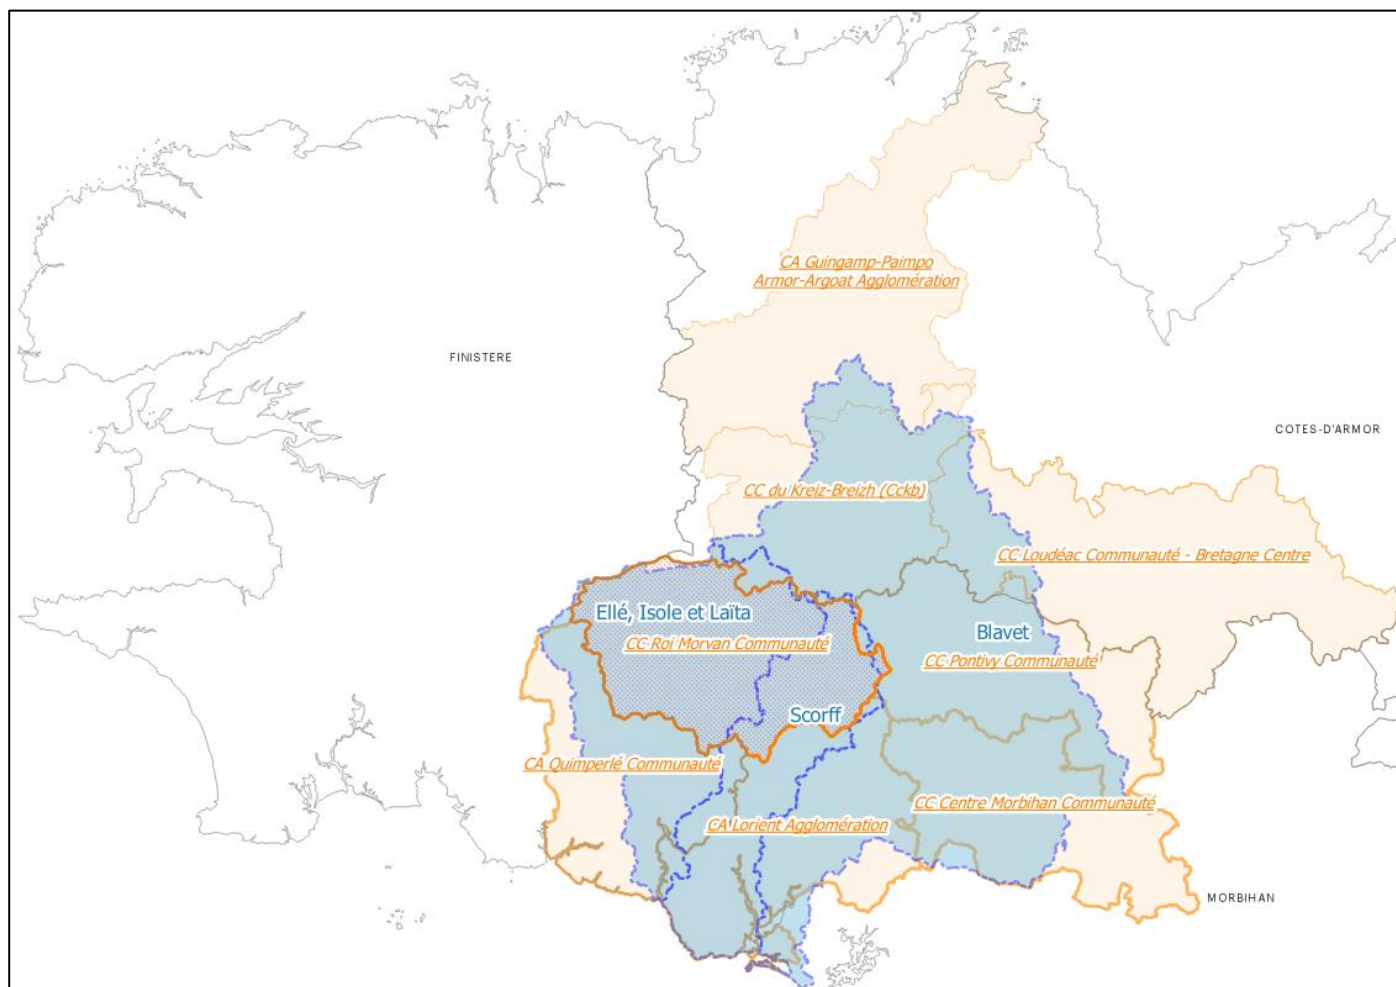 CA Guingamp-Paimpo
Armor-Argoat Agglomération
FINISTERE
COTES-D'ARMOR
CC du Kreiz-Breizh (Cckb)
CC Loudéac Communauté - Bretagne Centre
Ellé, Isole et Laïta
CC Roi Morvan Communauté
Blavet
CC Pontivy Communauté
Scorff
CA Quimperlé Communauté
CC Centre Morbihan Communauté
CA Lorient Agglomération
MORBIHAN